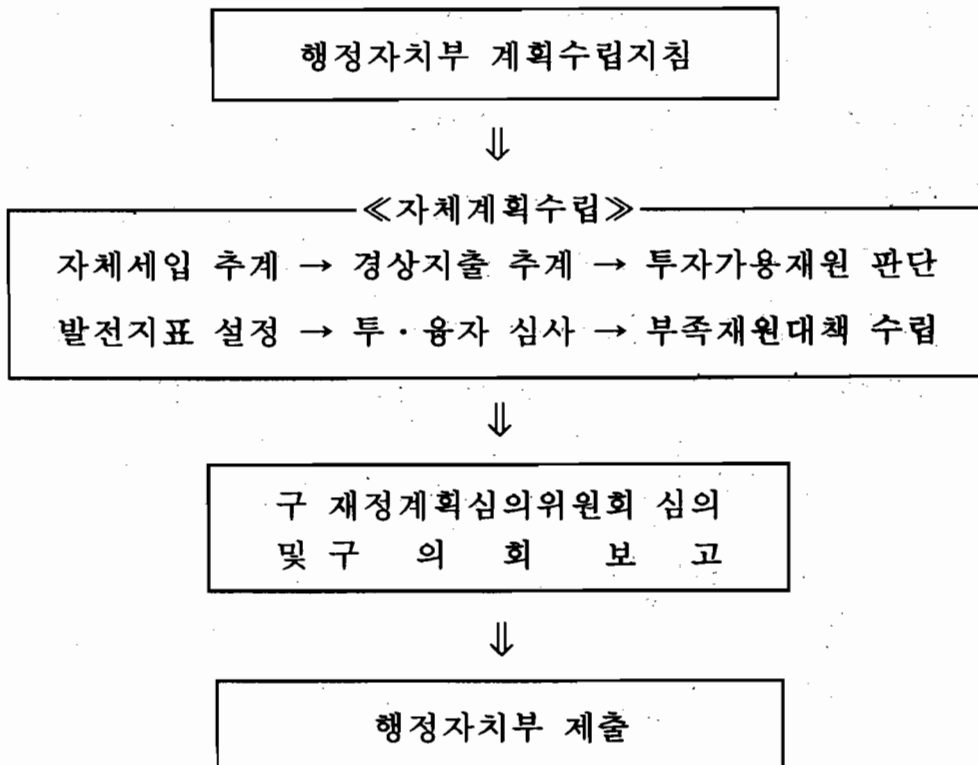 행정자치부 계획수립지침
⇓
≪자체계획수립≫
자체세입 추계 → 경상지출 추계 → 투자가용재원 판단
발전지표 설정 → 투·융자 심사 → 부족재원대책 수립
⇓
구 재정계획심의위원회 심의
및 구 의 회 보 고
⇓
행정자치부 제출